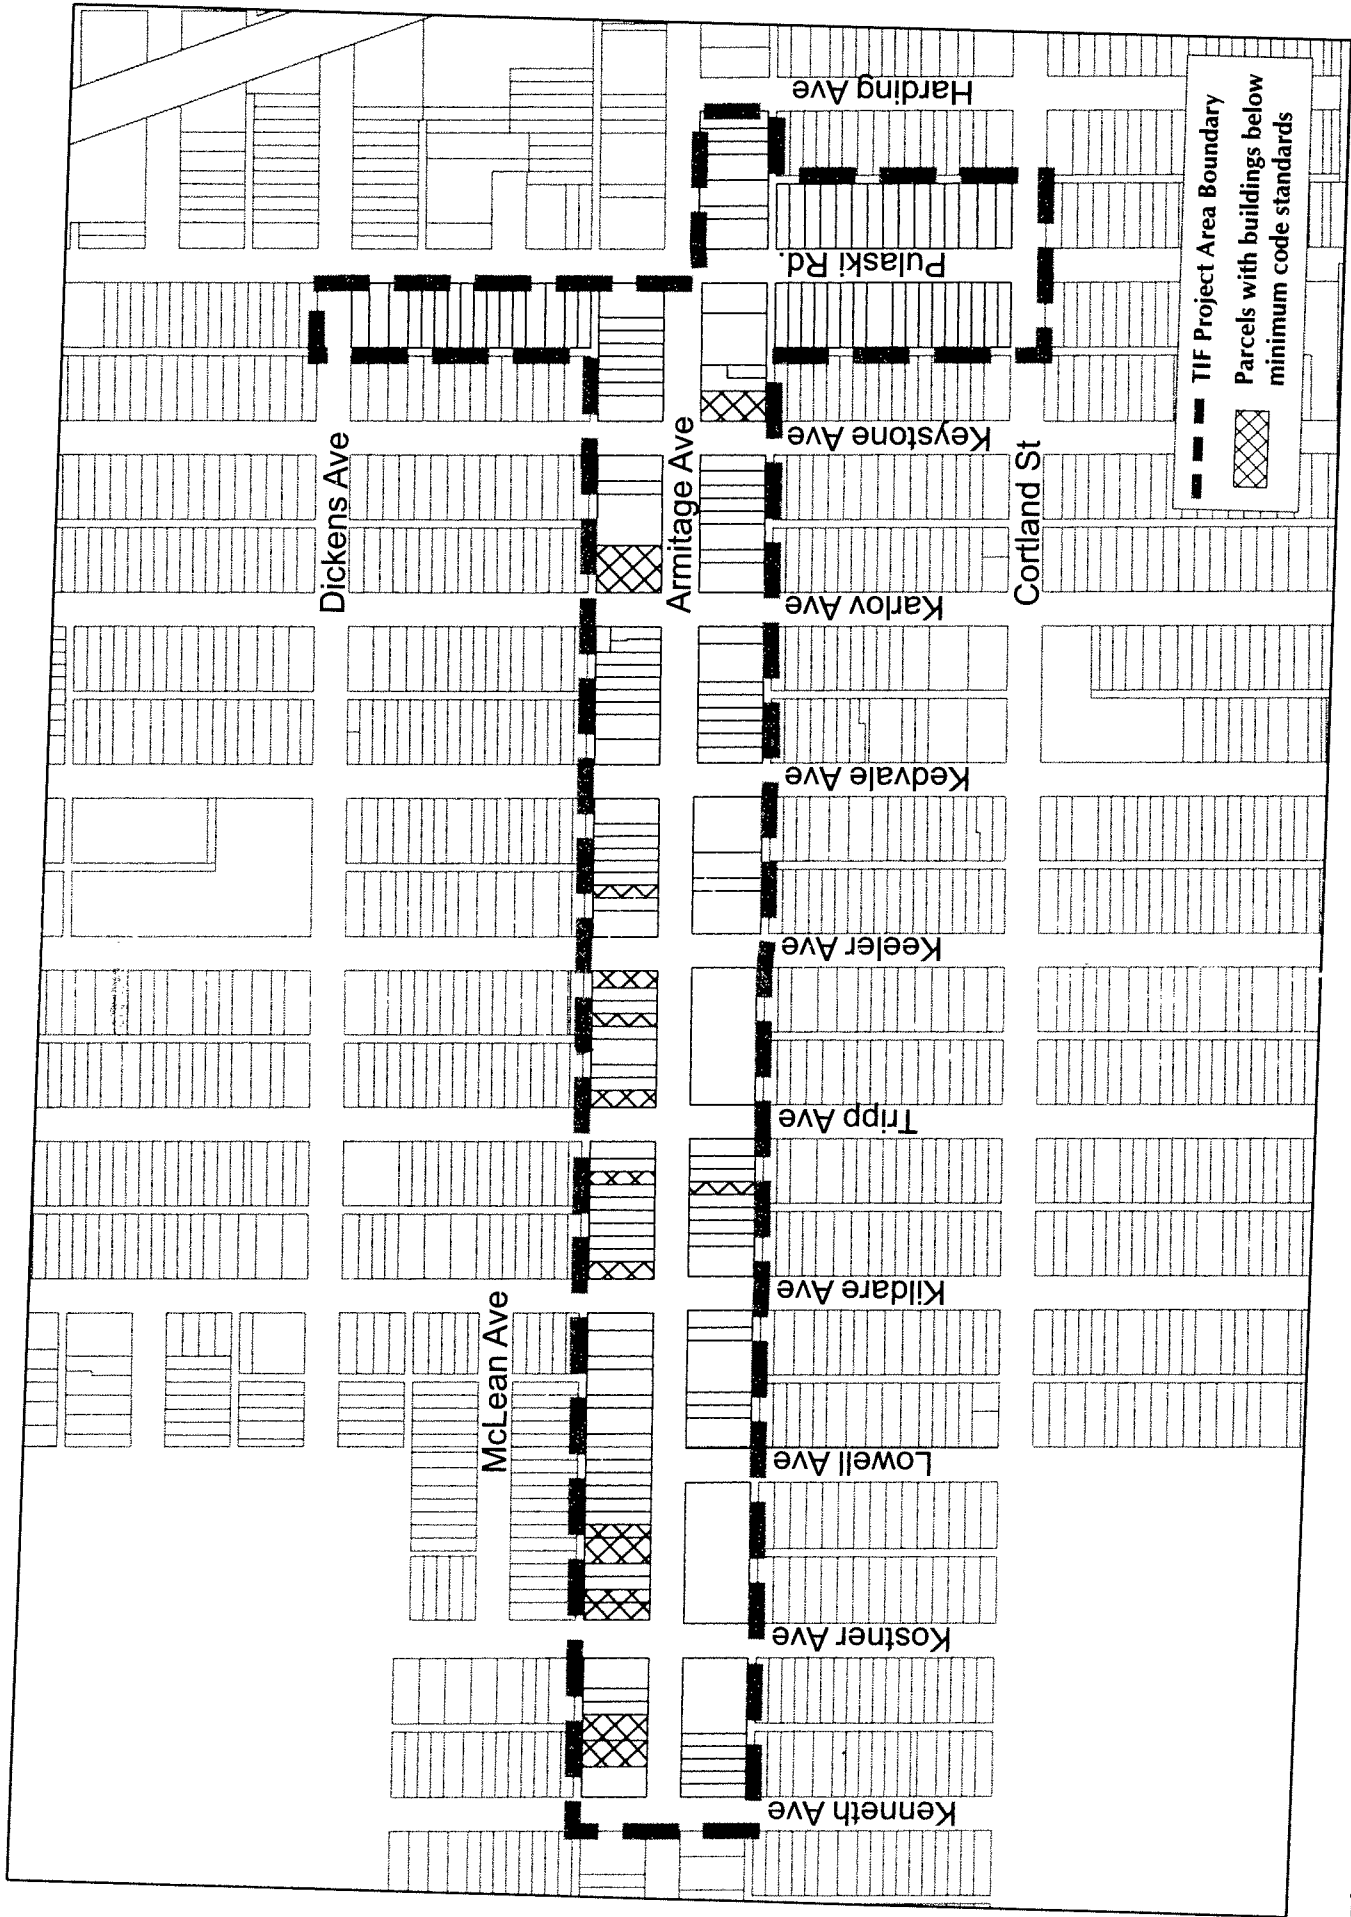 Dickens Ave
McLean Ave
Armitage Ave
Cortland St
Kenneth Ave
Kostner Ave
Lowell Ave
Kildare Ave
Tripp Ave
Keeler Ave
Kedvale Ave
Karlov Ave
Keystone Ave
Pulaski Rd.
Harding Ave
TIF Project Area Boundary
Parcels with buildings below
minimum code standards